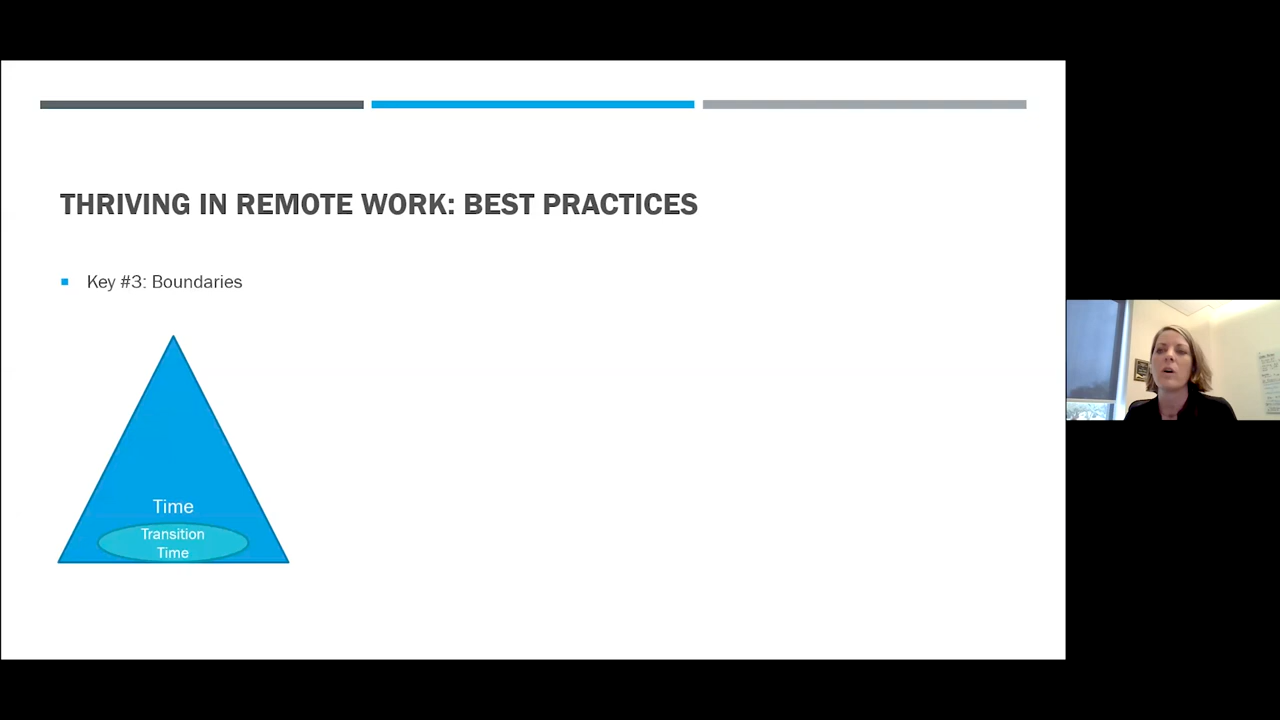 THRIVING IN REMOTE WORK: BEST PRACTICES
Key #3: Boundaries
Time
Transition
Time